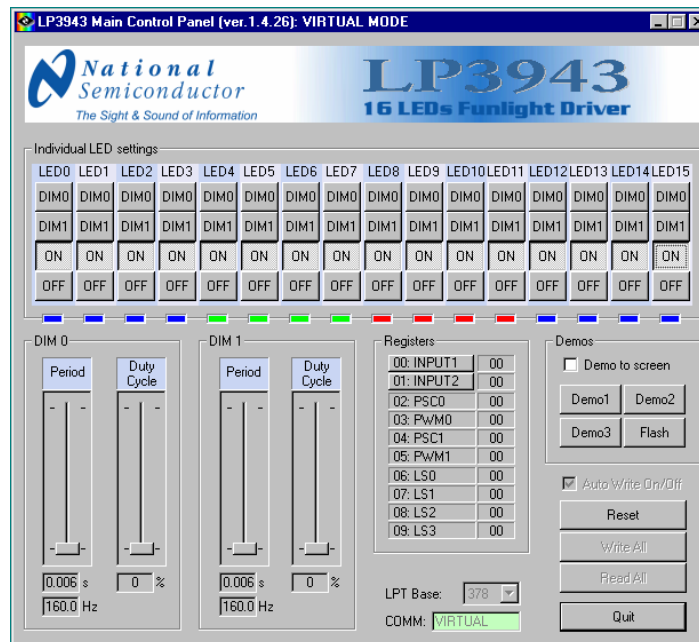 LP3943 Main Control Panel (ver.1.4.26): VIRTUAL MODE
National
Semiconductor
The Sight & Sound of Information
LP3943
16 LEDs Funlight Driver
Individual LED settings
LED0 LED1 LED2 LED3 LED4 LED5 LED6 LED7 LED8 LED9 LED10 LED11 LED12 LED13 LED14 LED15
DIM0 DIM0 DIM0 DIM0 DIM0 DIM0 DIM0 DIM0 DIM0 DIM0 DIM0 DIM0 DIM0 DIM0 DIM0 DIM0
DIM1 DIM1 DIM1 DIM1 DIM1 DIM1 DIM1 DIM1 DIM1 DIM1 DIM1 DIM1 DIM1 DIM1 DIM1 DIM1
ON ON ON ON ON ON ON ON ON ON ON ON ON ON ON ON
OFF OFF OFF OFF OFF OFF OFF OFF OFF OFF OFF OFF OFF OFF OFF OFF
DIM 0
Period
Duty
Cycle
0.006 s
0 %
160.0 Hz
DIM 1
Period
Duty
Cycle
0.006 s
0 %
160.0 Hz
Registers
00: INPUT1 00
01: INPUT2 00
02: PSC0 00
03: PWM0 00
04: PSC1 00
05: PWM1 00
06: LS0 00
07: LS1 00
08: LS2 00
09: LS3 00
LPT Base: 378
COMM: VIRTUAL
Demos
Demo to screen
Demo1 Demo2
Demo3 Flash
Auto Write On/Off
Reset
Write All
Read All
Quit